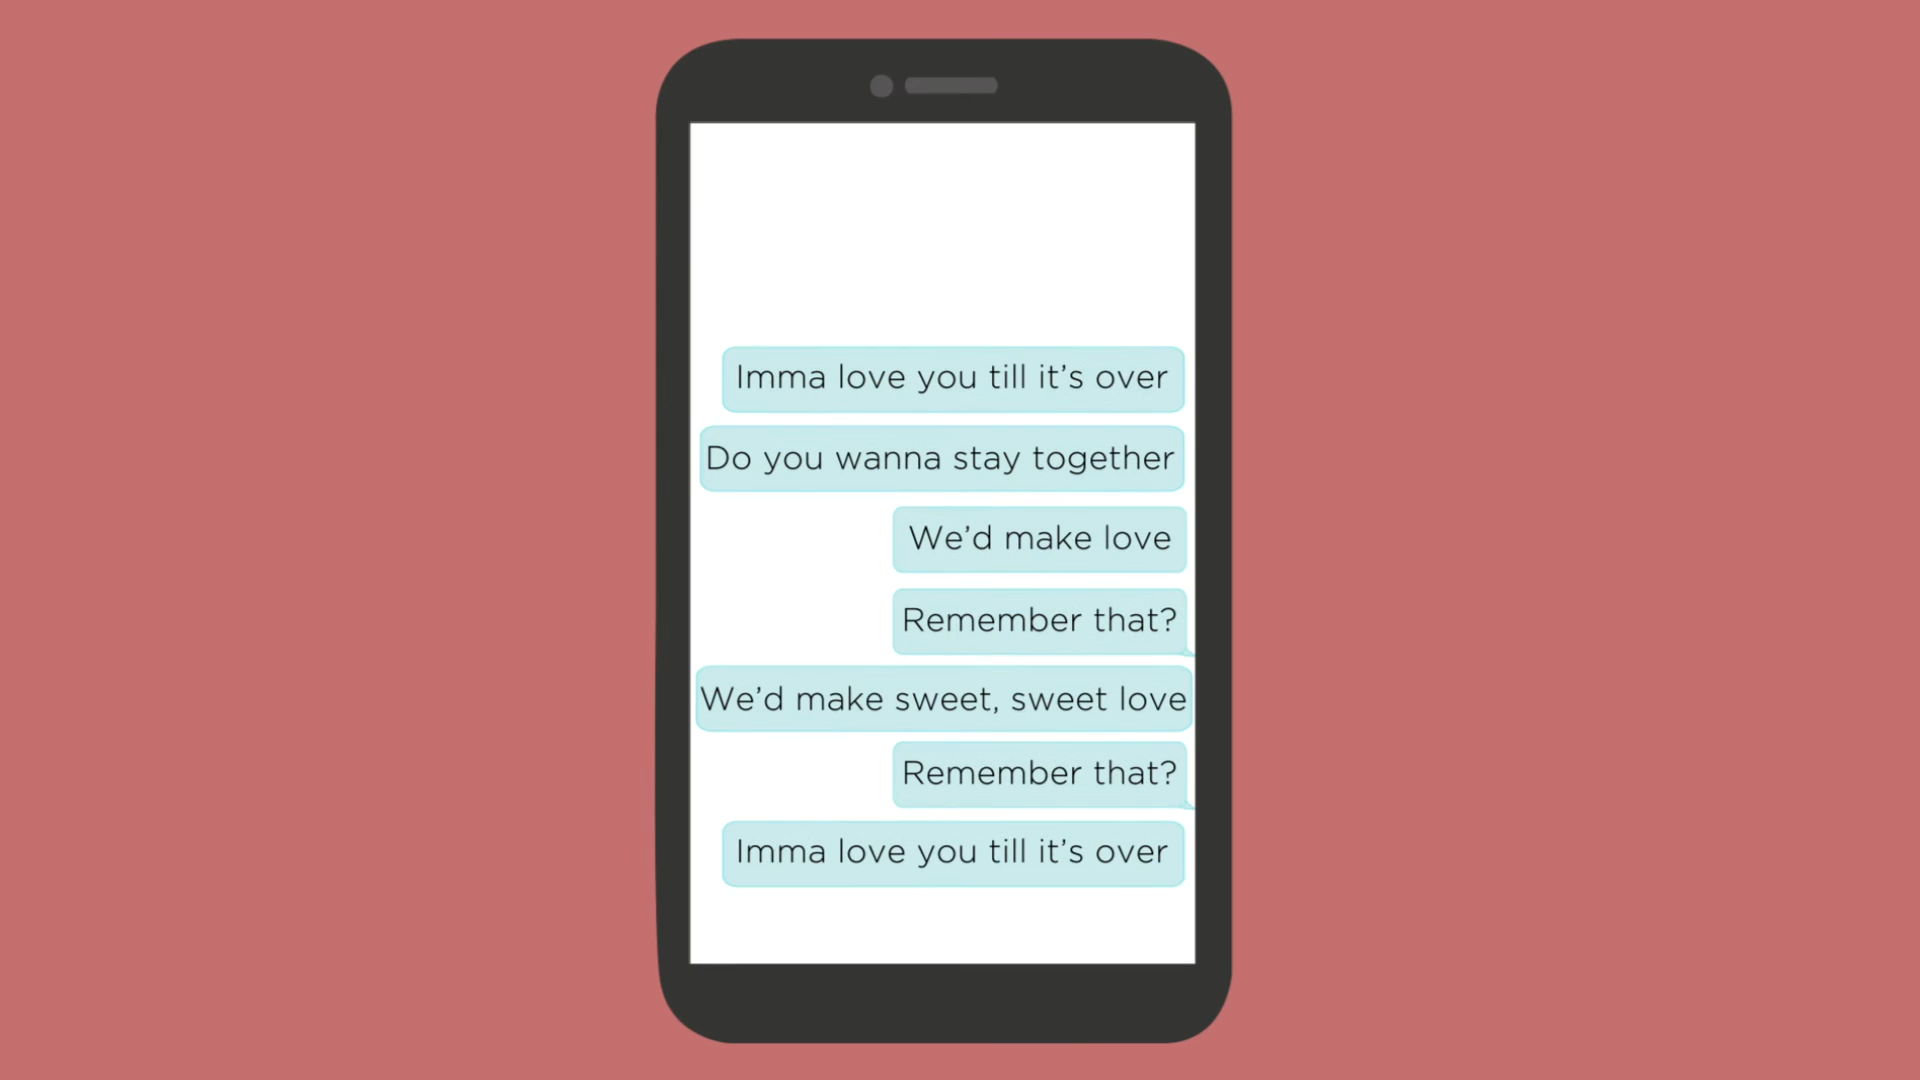 Imma love you till it’s over
Do you wanna stay together
We’d make love
Remember that?
We’d make sweet, sweet love
Remember that?
Imma love you till it’s over